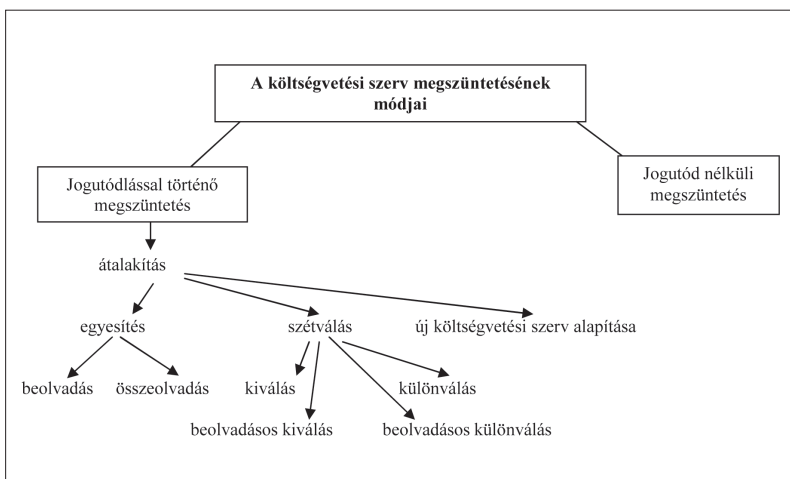 A költségvetési szerv megszüntetésének
módjai
Jogutódlással történő
megszüntetés
Jogutód nélküli
megszüntetés
átalakítás
egyesítés
szétválás
új költségvetési szerv alapítása
beolvadás
összeolvadás
kiválás
különválás
beolvadásos kiválás
beolvadásos különválás